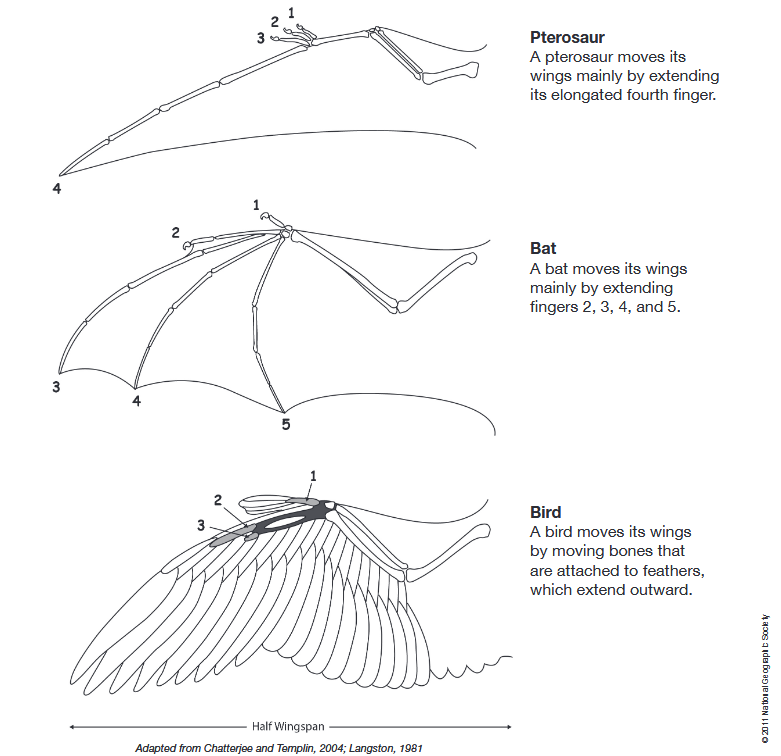 1
2
3
4
Pterosaur
A pterosaur moves its
wings mainly by extending
its elongated fourth finger.
1
2
3
4
5
Bat
A bat moves its wings
mainly by extending
fingers 2, 3, 4, and 5.
1
2
3
Bird
A bird moves its wings
by moving bones that
are attached to feathers,
which extend outward.
Half Wingspan
Adapted from Chatterjee and Templin, 2004; Langston, 1981
© 2011 National Geographic Society